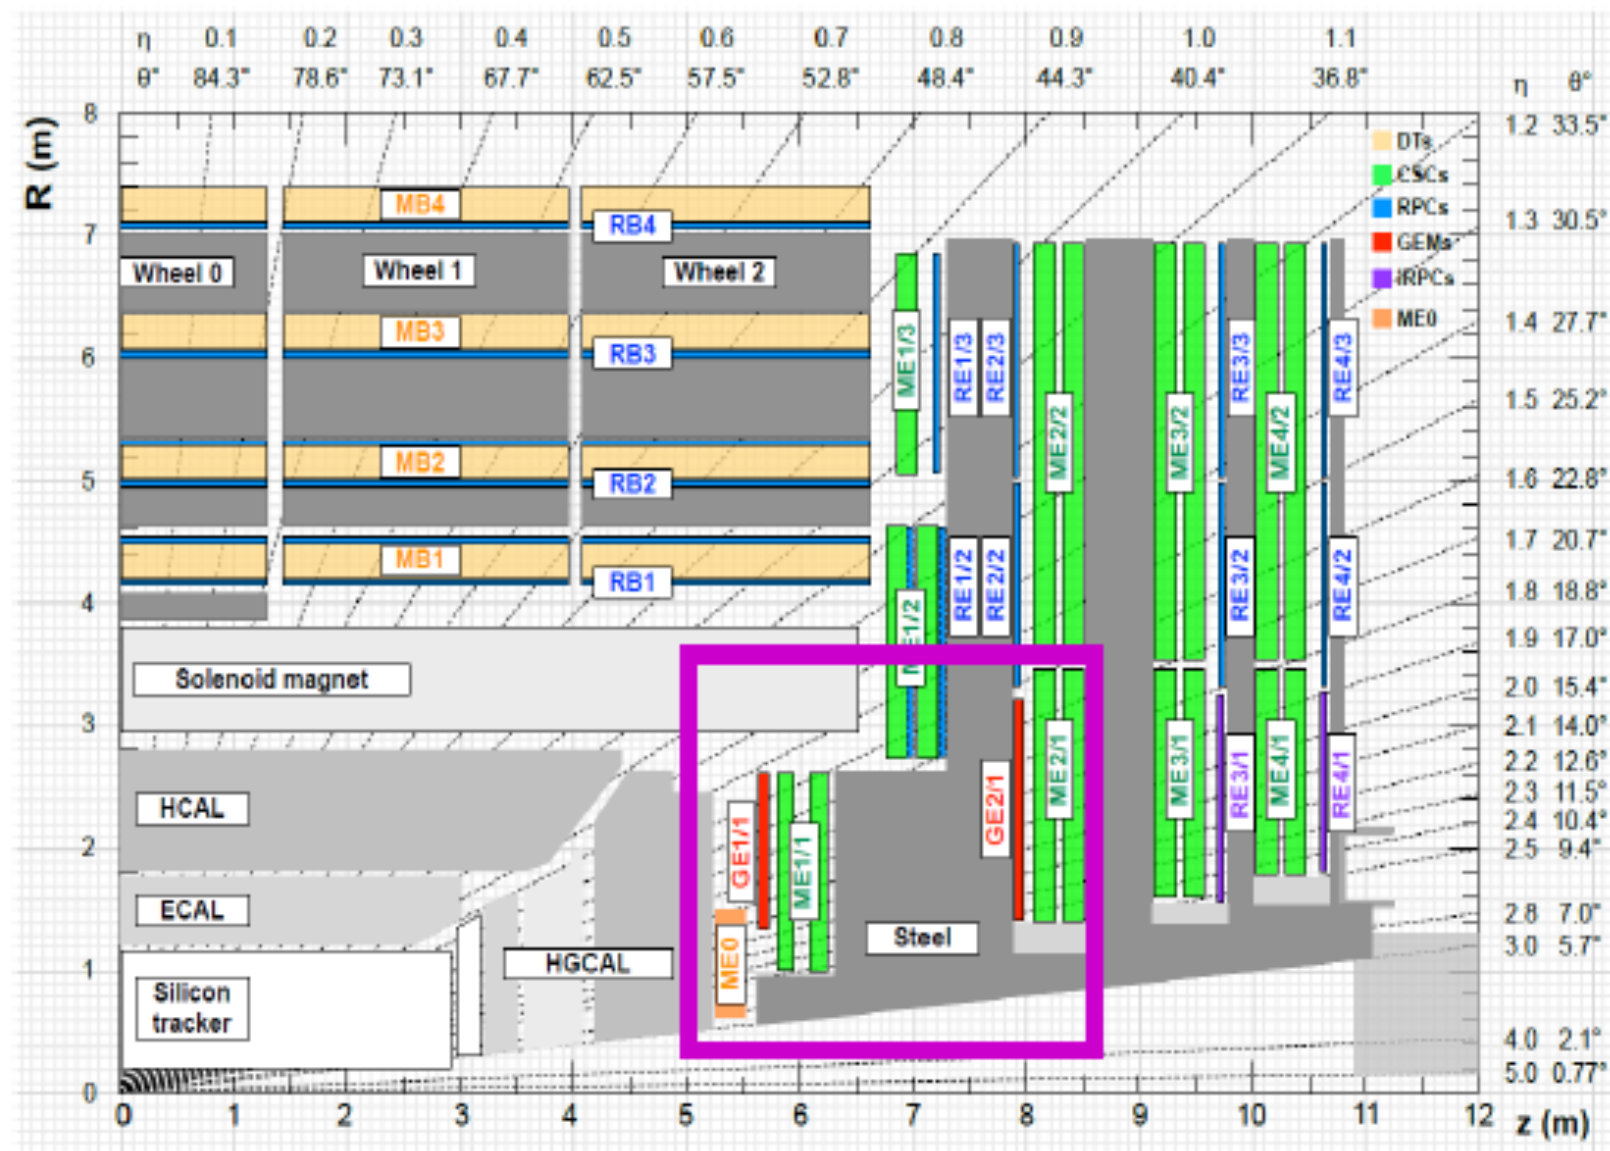 η 0.1 0.2 0.3 0.4 0.5 0.6 0.7 0.8 0.9 1.0 1.1
θ° 84.3° 78.6° 73.1° 67.7° 62.5° 57.5° 52.8° 48.4° 44.3° 40.4° 36.8° η θ°
8
R (m)
1.2 33.5°
DTs
CSCs
RPCs
GEMs
iRPCs
ME0
MB4
RB4
7
1.3 30.5°
Wheel 0
Wheel 1
Wheel 2
MB3
RB3
6
1.4 27.7°
ME1/3
RE1/3
RE2/3
ME2/2
ME3/2
RE3/3
ME4/2
RE4/3
1.5 25.2°
MB2
RB2
5
1.6 22.8°
MB1
RB1
1.7 20.7°
RE1/2
RE2/2
RE3/2
RE4/2
1.8 18.8°
4
ME1/2
1.9 17.0°
Solenoid magnet
2.0 15.4°
3
2.1 14.0°
2.2 12.6°
HCAL
GE1/1
ME1/1
GE2/1
ME2/1
ME3/1
RE3/1
ME4/1
RE4/1
2.3 11.5°
2.4 10.4°
2
2.5 9.4°
ECAL
2.8 7.0°
Steel
3.0 5.7°
HGCAL
ME0
1
Silicon
tracker
4.0 2.1°
5.0 0.77°
0
0 1 2 3 4 5 6 7 8 9 10 11 12 z (m)